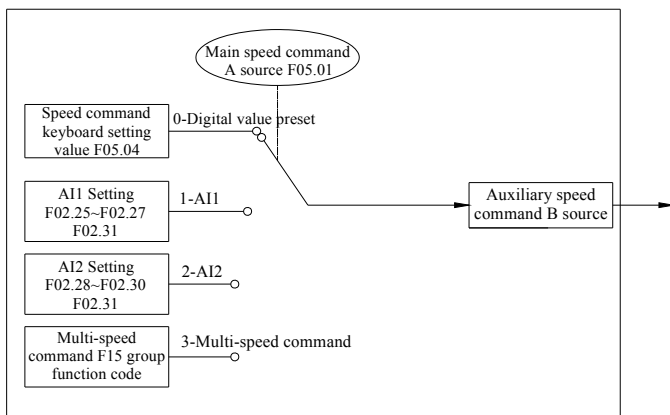 Main speed command
A source F05.01
Speed command
keyboard setting
value F05.04
0-Digital value preset
AI1 Setting
F02.25~F02.27
F02.31
1-AI1
Auxiliary speed
command B source
AI2 Setting
F02.28~F02.30
F02.31
2-AI2
Multi-speed
command F15 group
function code
3-Multi-speed command